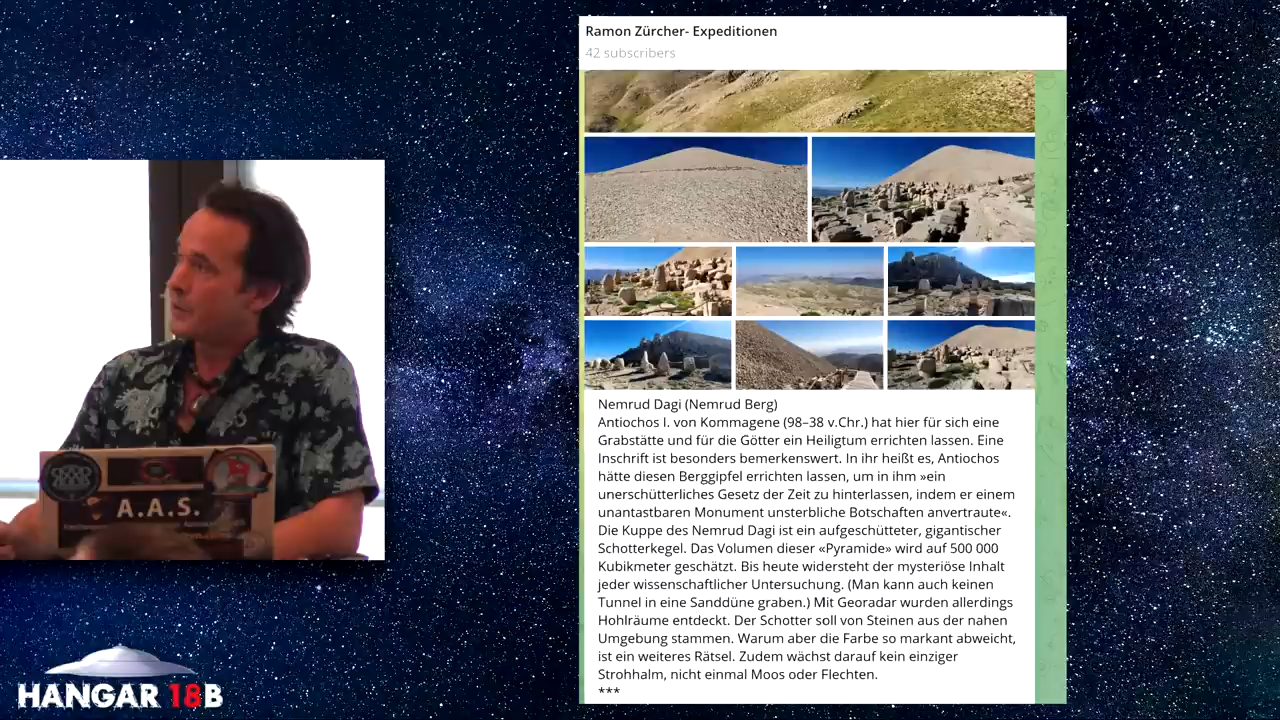 Ramon Zürcher- Expeditionen
42 subscribers
Nemrud Dagi (Nemrud Berg)
Antiochos I. von Kommagene (98–38 v.Chr.) hat hier für sich eine
Grabstätte und für die Götter ein Heiligtum errichten lassen. Eine
Inschrift ist besonders bemerkenswert. In ihr heißt es, Antiochos
hätte diesen Berggipfel errichten lassen, um in ihm »ein
unerschütterliches Gesetz der Zeit zu hinterlassen, indem er einem
unantastbaren Monument unsterbliche Botschaften anvertraute«.
Die Kuppe des Nemrud Dagi ist ein aufgeschütteter, gigantischer
Schotterkegel. Das Volumen dieser «Pyramide» wird auf 500 000
Kubikmeter geschätzt. Bis heute widersteht der mysteriöse Inhalt
jeder wissenschaftlicher Untersuchung. (Man kann auch keinen
Tunnel in eine Sanddüne graben.) Mit Georadar wurden allerdings
Hohlräume entdeckt. Der Schotter soll von Steinen aus der nahen
Umgebung stammen. Warum aber die Farbe so markant abweicht,
ist ein weiteres Rätsel. Zudem wächst darauf kein einziger
Strohhalm, nicht einmal Moos oder Flechten.
***
A.A.S.
HANGAR 18B